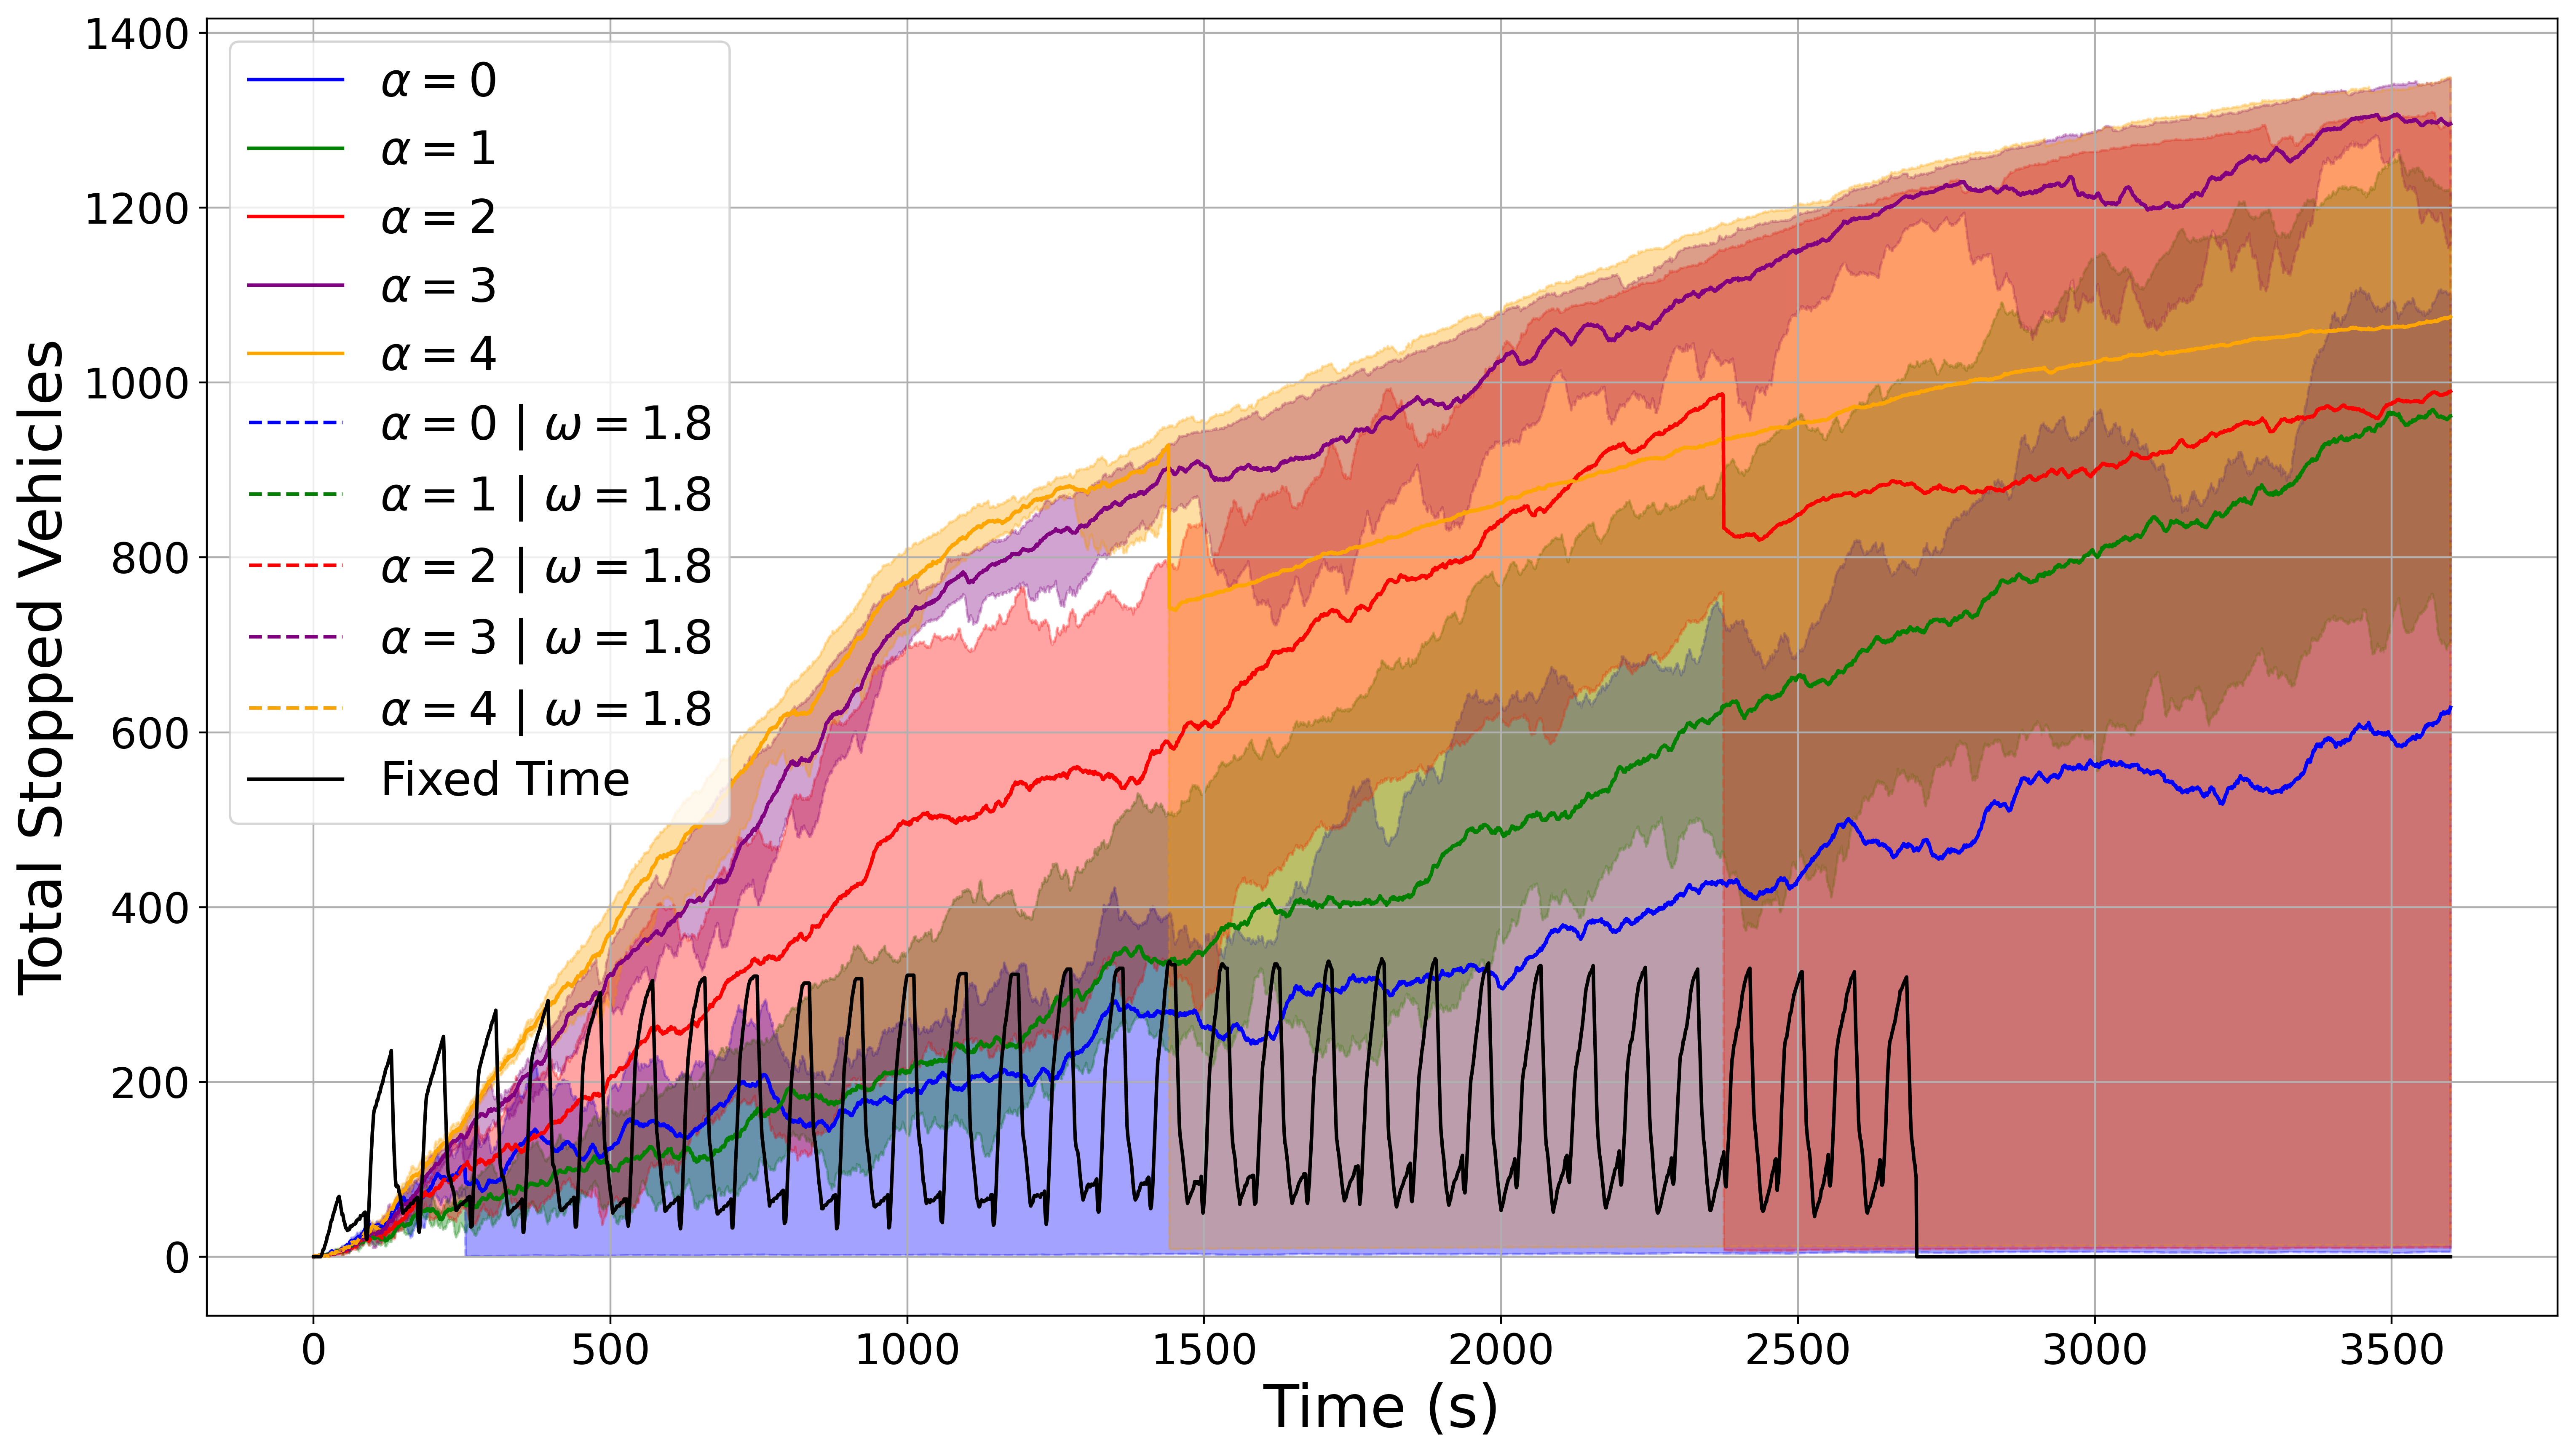 Total Stopped Vehicles
1400
1200
1000
800
600
400
200
0
α = 0
α = 1
α = 2
α = 3
α = 4
α = 0 | ω = 1.8
α = 1 | ω = 1.8
α = 2 | ω = 1.8
α = 3 | ω = 1.8
α = 4 | ω = 1.8
Fixed Time
0 500 1000 1500 2000 2500 3000 3500
Time (s)